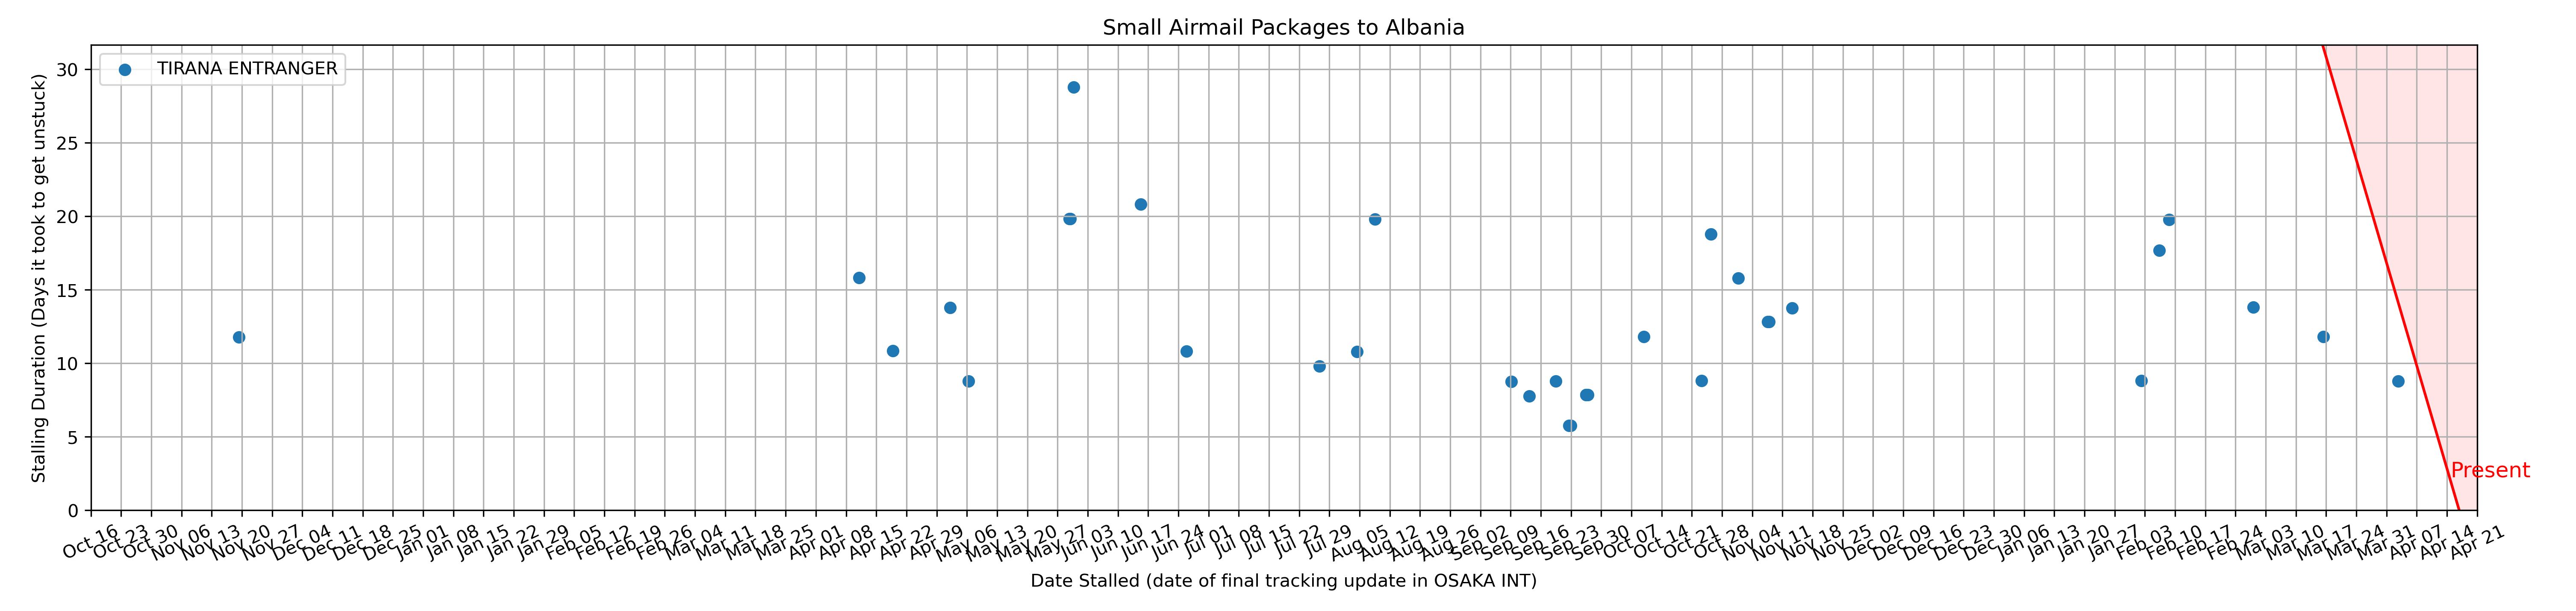 Small Airmail Packages to Albania
TIRANA ENTRANGER
Stalling Duration (Days it took to get unstuck)
30
25
20
15
10
5
0
Present
Oct 16
Oct 23
Oct 30
Nov 06
Nov 13
Nov 20
Nov 27
Dec 04
Dec 11
Dec 18
Dec 25
Jan 01
Jan 08
Jan 15
Jan 22
Jan 29
Feb 05
Feb 12
Feb 19
Feb 26
Mar 04
Mar 11
Mar 18
Mar 25
Apr 01
Apr 08
Apr 15
Apr 22
Apr 29
May 06
May 13
May 20
May 27
Jun 03
Jun 10
Jun 17
Jun 24
Jul 01
Jul 08
Jul 15
Jul 22
Jul 29
Aug 05
Aug 12
Aug 19
Aug 26
Sep 02
Sep 09
Sep 16
Sep 23
Sep 30
Oct 07
Oct 14
Oct 21
Oct 28
Nov 04
Nov 11
Nov 18
Nov 25
Dec 02
Dec 09
Dec 16
Dec 23
Dec 30
Jan 06
Jan 13
Jan 20
Jan 27
Feb 03
Feb 10
Feb 17
Feb 24
Mar 03
Mar 10
Mar 17
Mar 24
Mar 31
Apr 07
Apr 14
Apr 21
Date Stalled (date of final tracking update in OSAKA INT)